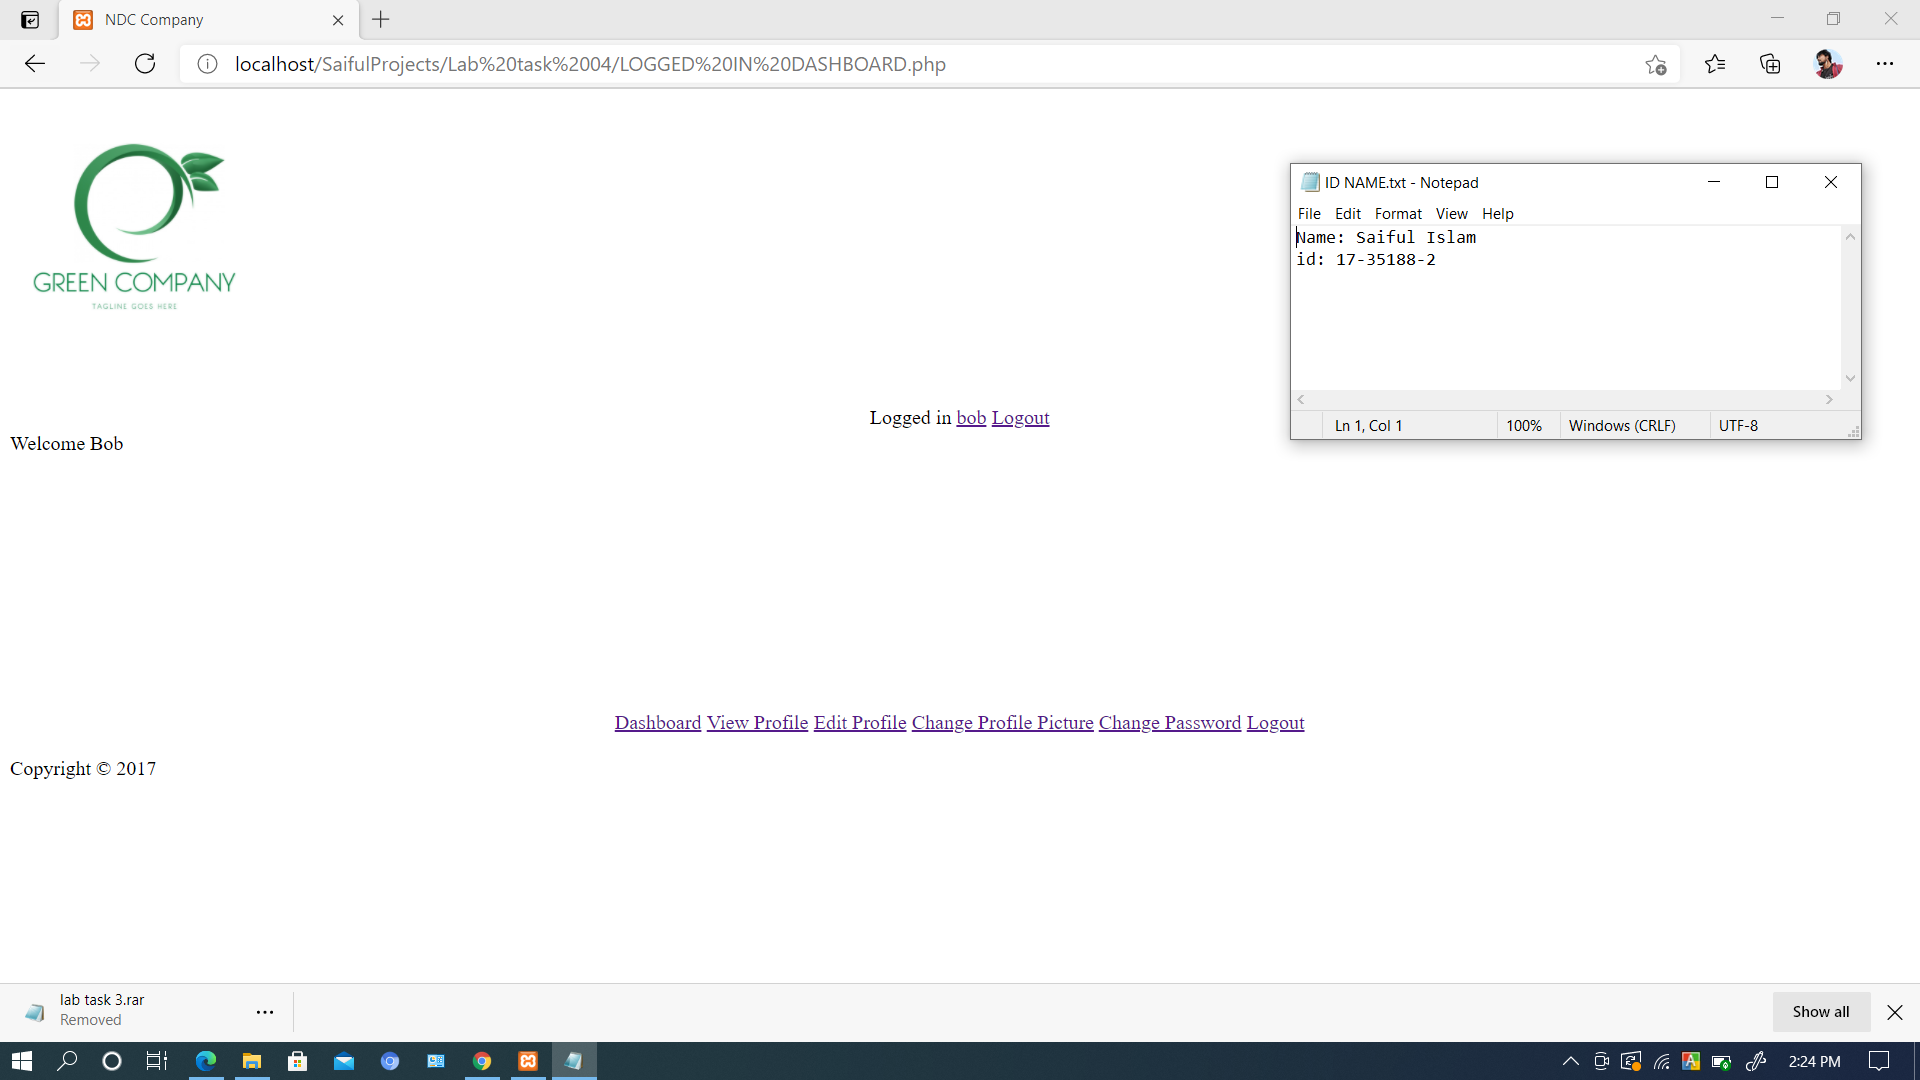 NDC Company
localhost/SaifulProjects/Lab%20task%2004/LOGGED%20IN%20DASHBOARD.php
GREEN COMPANY
TAGLINE GOES HERE
ID NAME.txt - Notepad
File Edit Format View Help
Name: Saiful Islam
id: 17-35188-2
Ln 1, Col 1 100% Windows (CRLF) UTF-8
Logged in bob Logout
Welcome Bob
Dashboard View Profile Edit Profile Change Profile Picture Change Password Logout
Copyright © 2017
lab task 3.rar
Removed
Show all
2:24 PM